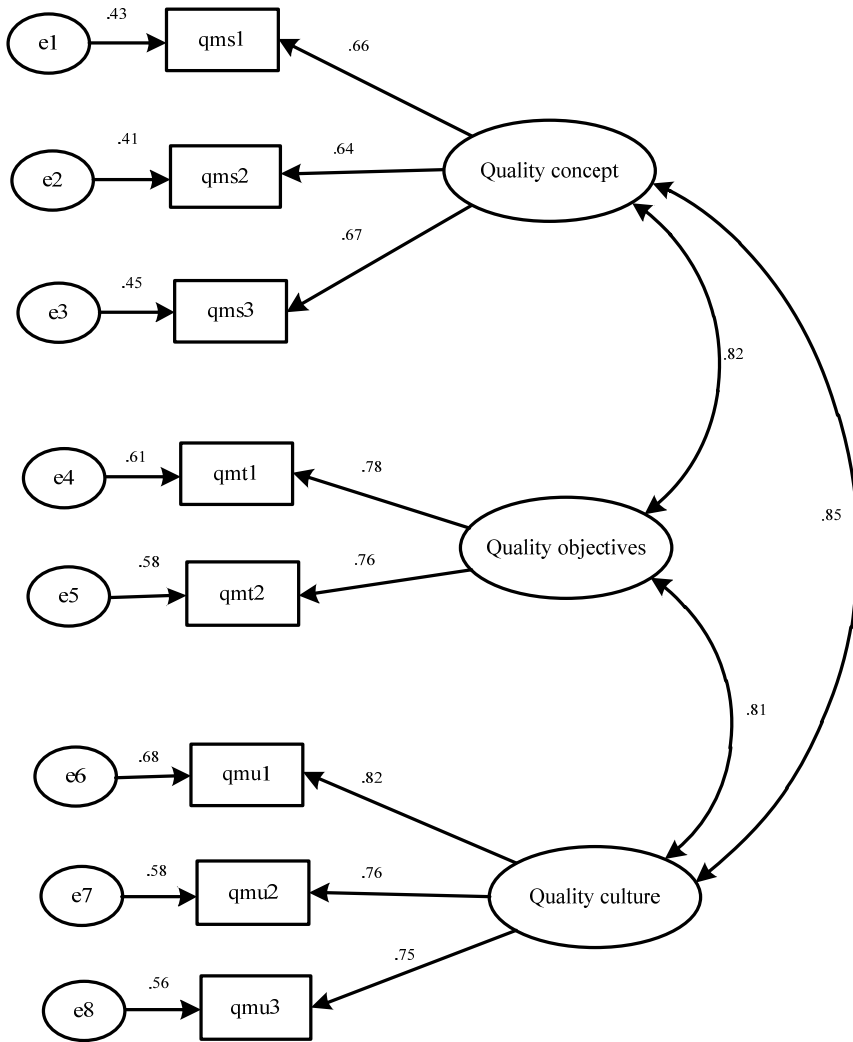 .43
e1
qms1
.66
.41
e2
qms2
.64
Quality concept
.67
.45
e3
qms3
.82
.61
e4
qmt1
.78
.85
Quality objectives
.58
e5
qmt2
.76
.81
.68
e6
qmu1
.82
.58
e7
qmu2
.76
Quality culture
.75
.56
e8
qmu3